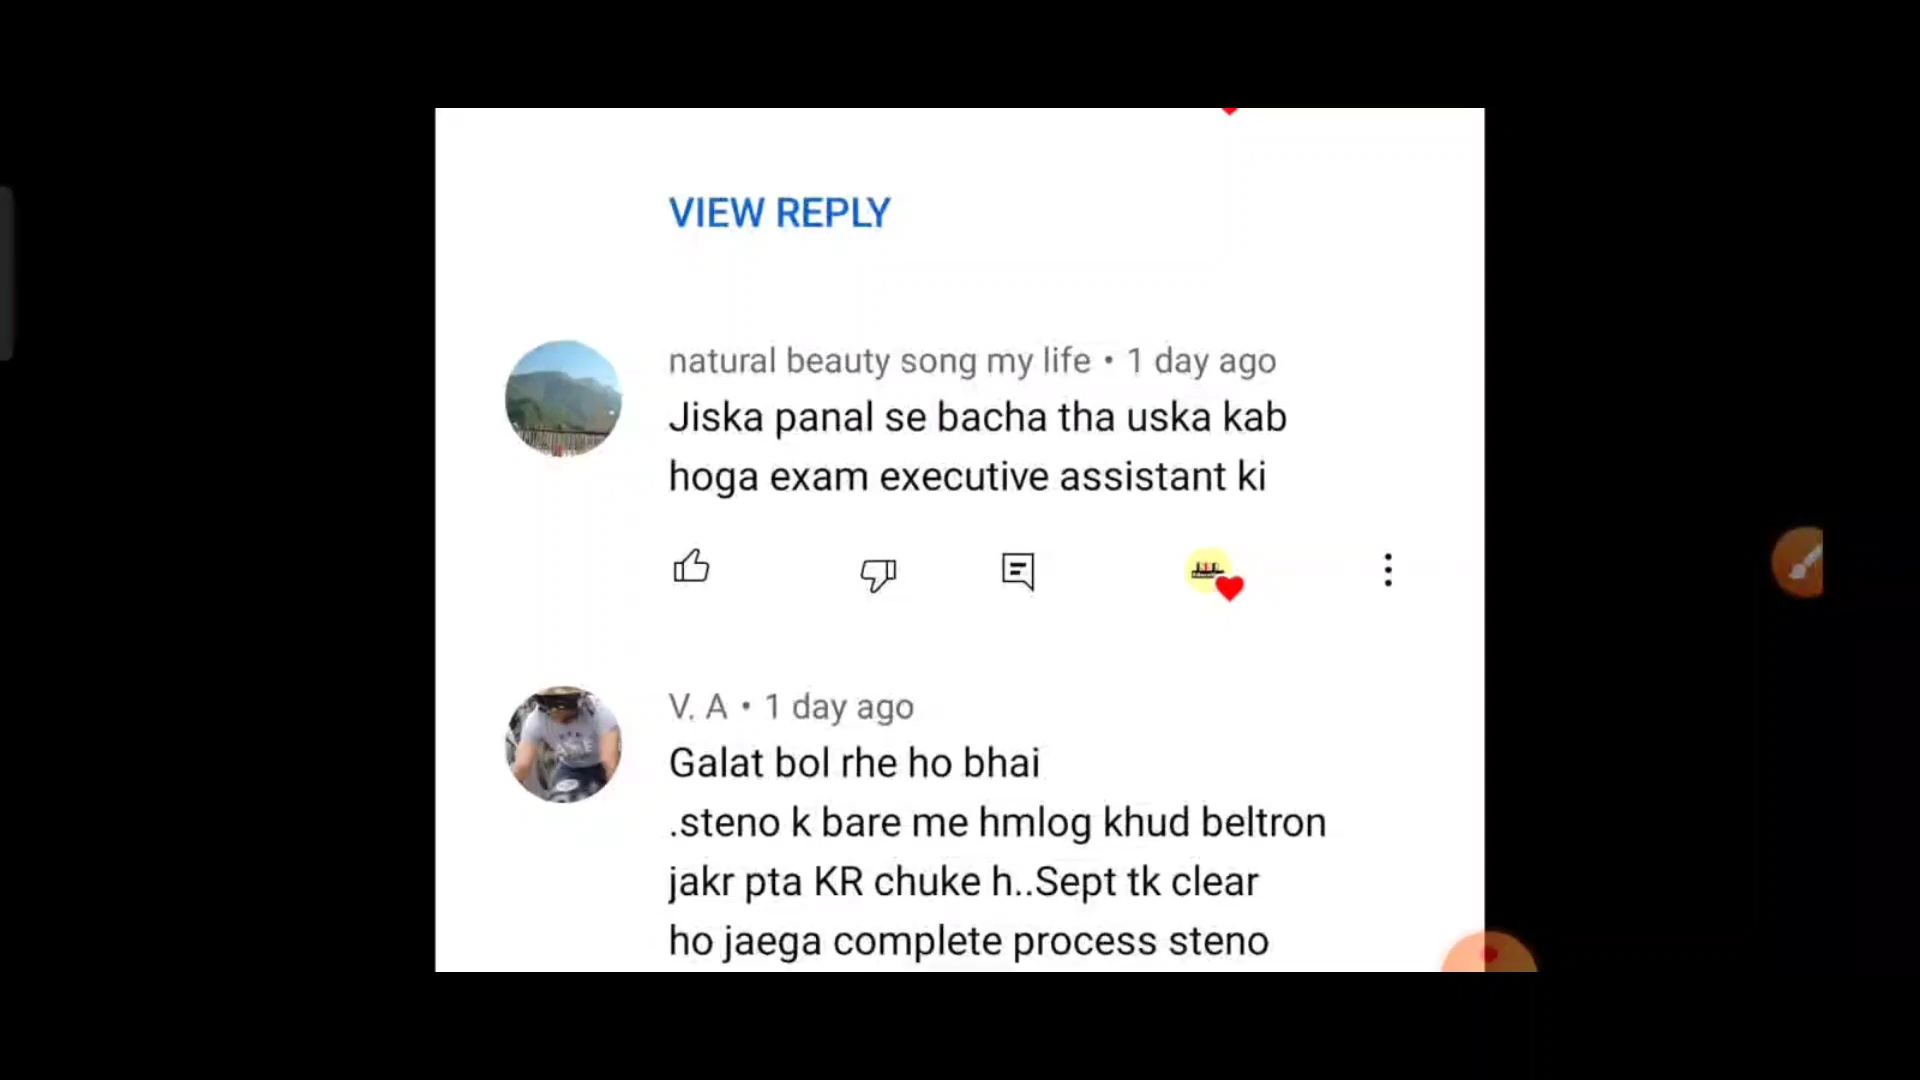 VIEW REPLY
natural beauty song my life • 1 day ago
Jiska panal se bacha tha uska kab
hoga exam executive assistant ki
V. A • 1 day ago
Galat bol rhe ho bhai
.steno k bare me hmlog khud beltron
jakr pta KR chuke h..Sept tk clear
ho jaega complete process steno